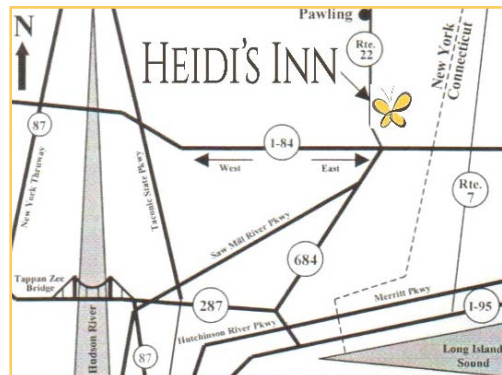 N
Pawling
Rte.
22
HEIDI'S INN
New York
Connecticut
87
I-84
West
East
New York Thruway
Taconic State Pkwy
Rte.
7
Saw Mill River Pkwy
684
Tappan Zee
Bridge
287
Merritt Pkwy
I-95
Hudson River
87
Hutchinson River Pkwy
Long Island
Sound